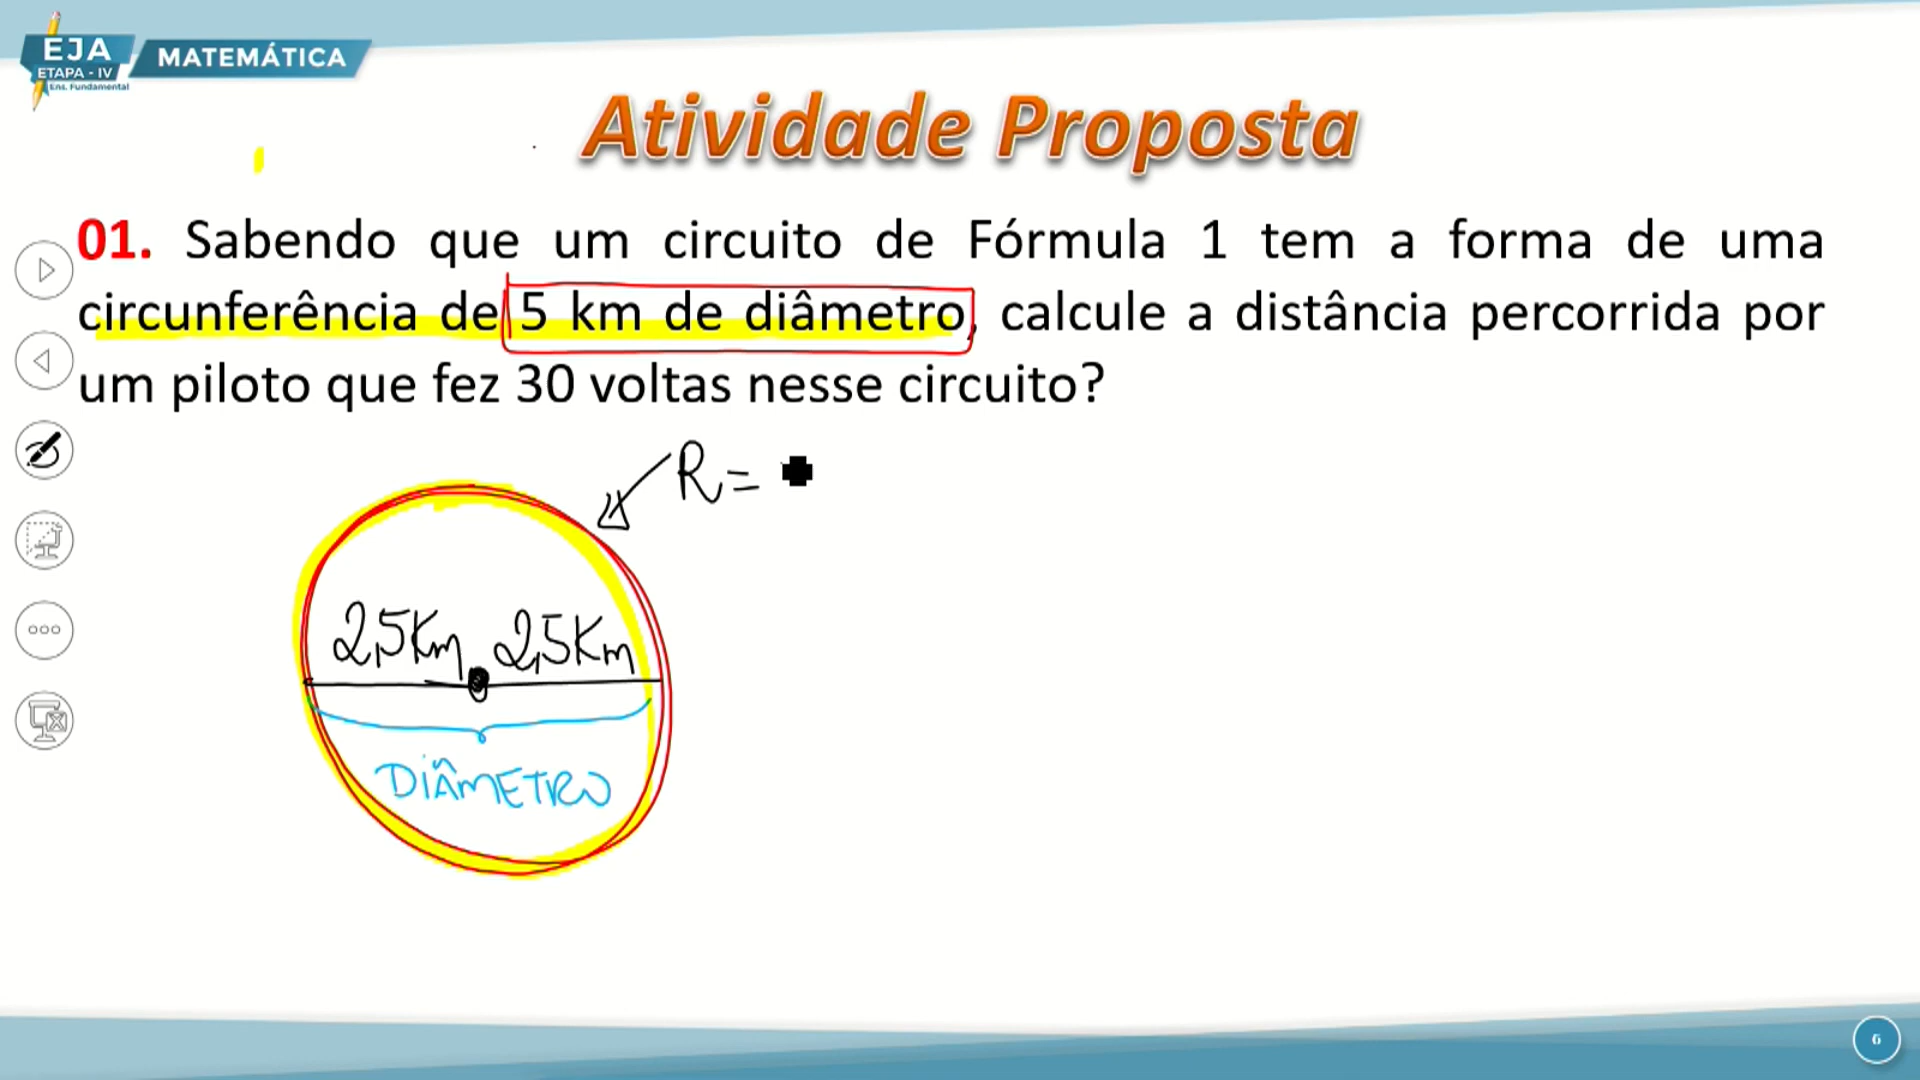 EJA
ETAPA - IV
Ens. Fundamental
MATEMÁTICA
Atividade Proposta
01. Sabendo que um circuito de Fórmula 1 tem a forma de uma
circunferência de 5 km de diâmetro, calcule a distância percorrida por
um piloto que fez 30 voltas nesse circuito?
R=
2,5Km 2,5Km
DIÂMETRO
6